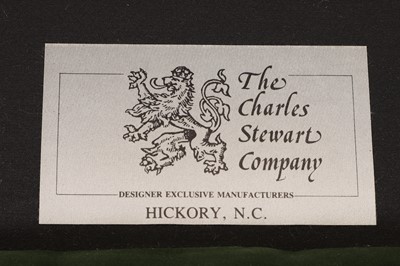 The
Charles
Stewart
Company
DESIGNER EXCLUSIVE MANUFACTURERS
HICKORY, N.C.